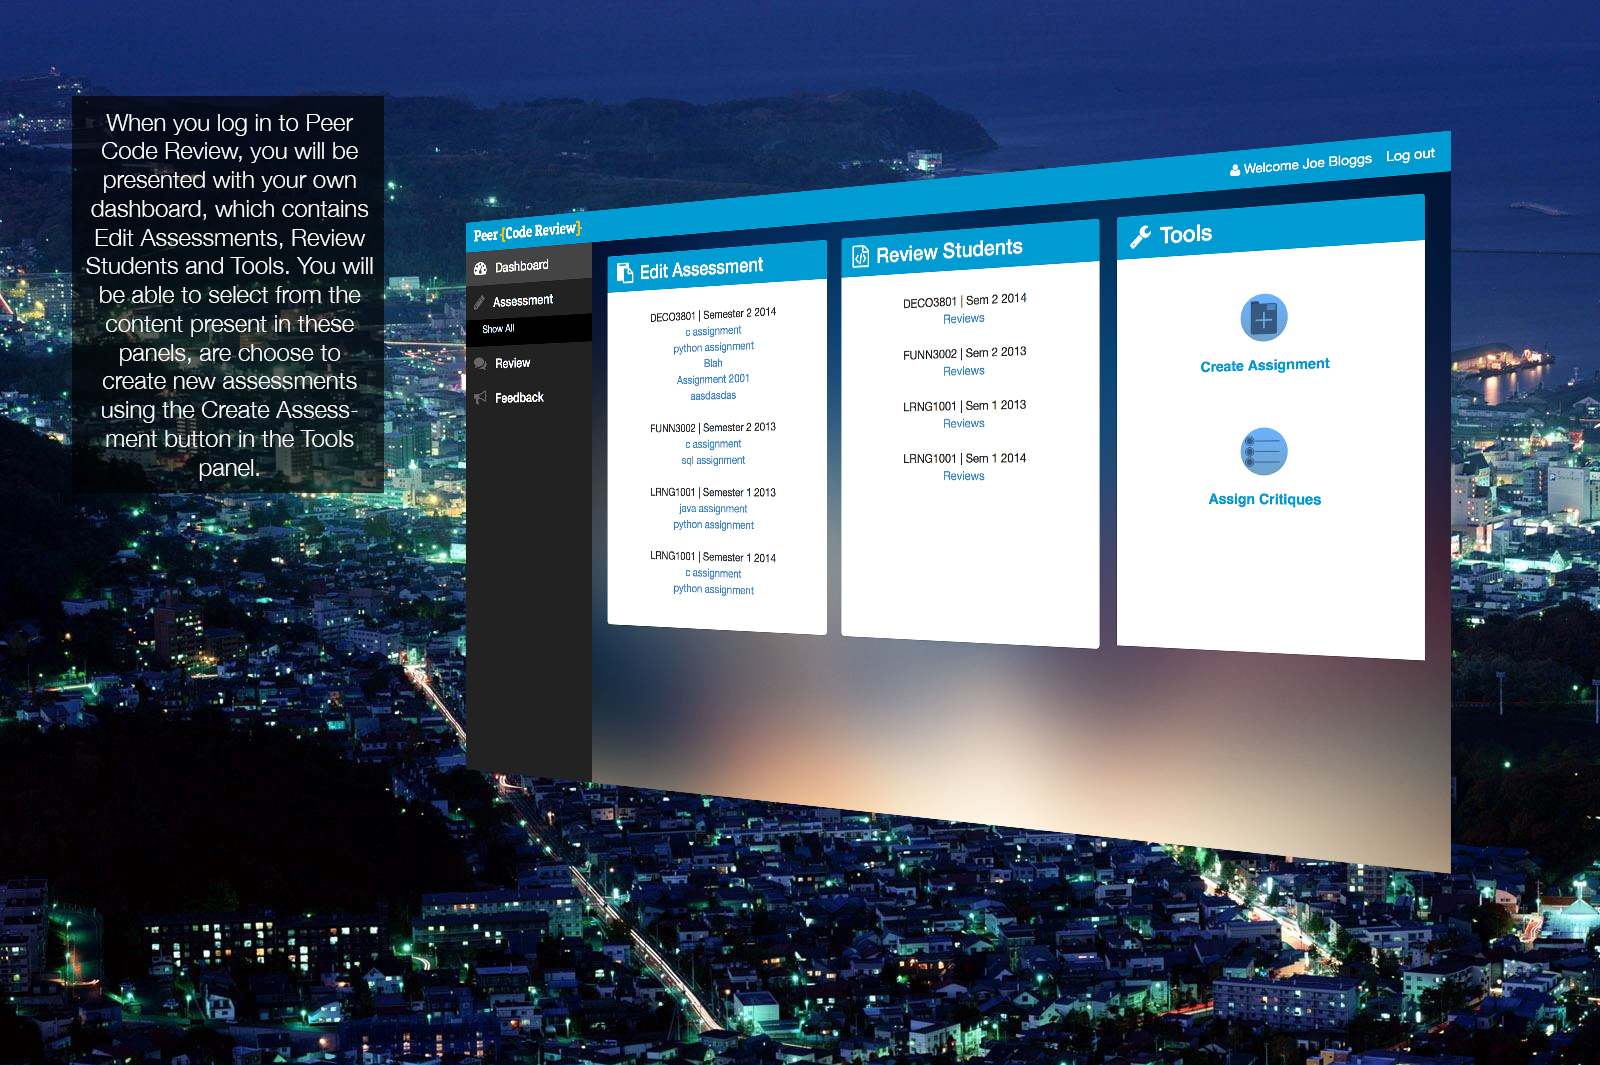 When you log in to Peer
Code Review, you will be
presented with your own
dashboard, which contains
Edit Assessments, Review
Students and Tools. You will
be able to select from the
content present in these
panels, are choose to
create new assessments
using the Create Assess-
ment button in the Tools
panel.
Welcome Joe Bloggs Log out
Peer {Code Review}
Dashboard
Assessment
Show All
Review
Feedback
Edit Assessment
DECO3801 | Semester 2 2014
c assignment
python assignment
Blah
Assignment 2001
aasdasdas
FUNN3002 | Semester 2 2013
c assignment
sql assignment
LRNG1001 | Semester 1 2013
java assignment
python assignment
LRNG1001 | Semester 1 2014
c assignment
python assignment
Review Students
DECO3801 | Sem 2 2014
Reviews
FUNN3002 | Sem 2 2013
Reviews
LRNG1001 | Sem 1 2013
Reviews
LRNG1001 | Sem 1 2014
Reviews
Tools
Create Assignment
Assign Critiques